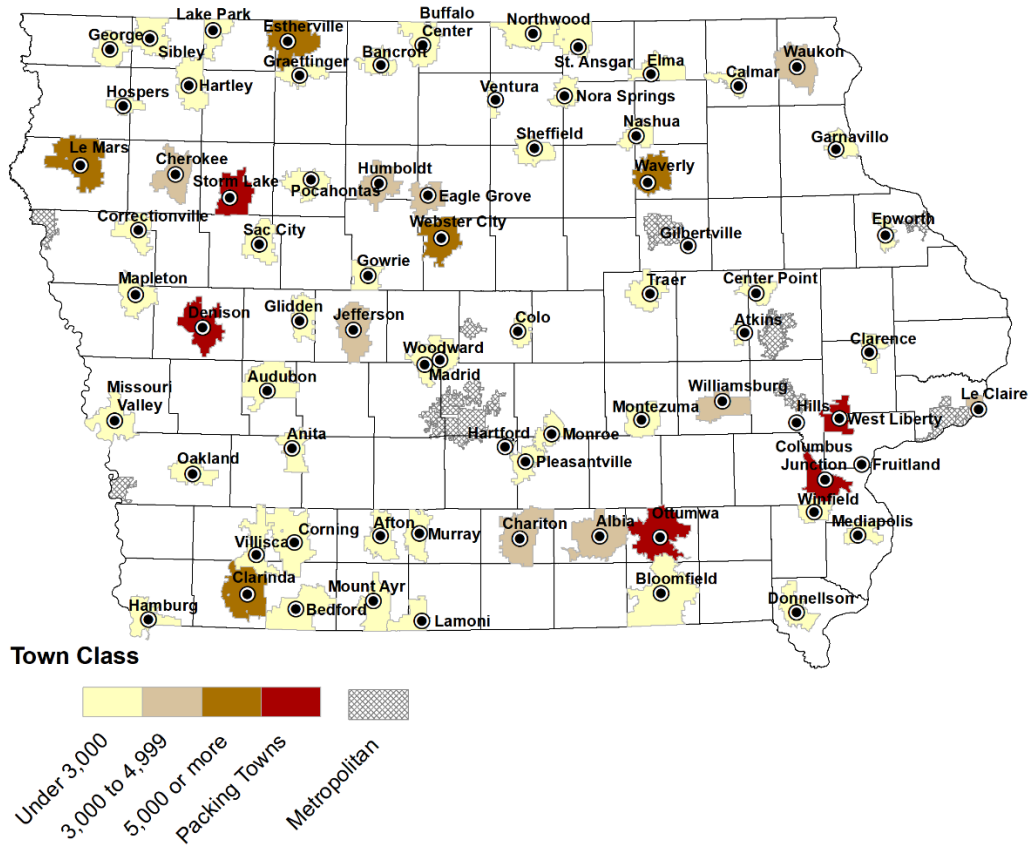 Lake Park
Buffalo
Center
Northwood
George
Sibley
Estherville
Bancroft
St. Ansgar
Elma
Waukon
Graettinger
Calmar
Hospers
Hartley
Ventura
Nora Springs
Nashua
Sheffield
Garnavillo
Le Mars
Cherokee
Humboldt
Waverly
Storm Lake
Pocahontas
Eagle Grove
Correctionville
Sac City
Webster City
Gilbertville
Epworth
Gowrie
Mapleton
Traer
Center Point
Denison
Glidden
Jefferson
Colo
Atkins
Clarence
Woodward
Madrid
Audubon
Missouri
Valley
Williamsburg
Le Claire
Montezuma
Hills
West Liberty
Anita
Hartford
Monroe
Columbus
Junction
Fruitland
Oakland
Pleasantville
Winfield
Mediapolis
Corning
Afton
Murray
Chariton
Albia
Ottumwa
Villisca
Clarinda
Mount Ayr
Bloomfield
Hamburg
Bedford
Lamoni
Donnellson
Town Class
Under 3,000
3,000 to 4,999
5,000 or more
Packing Towns
Metropolitan